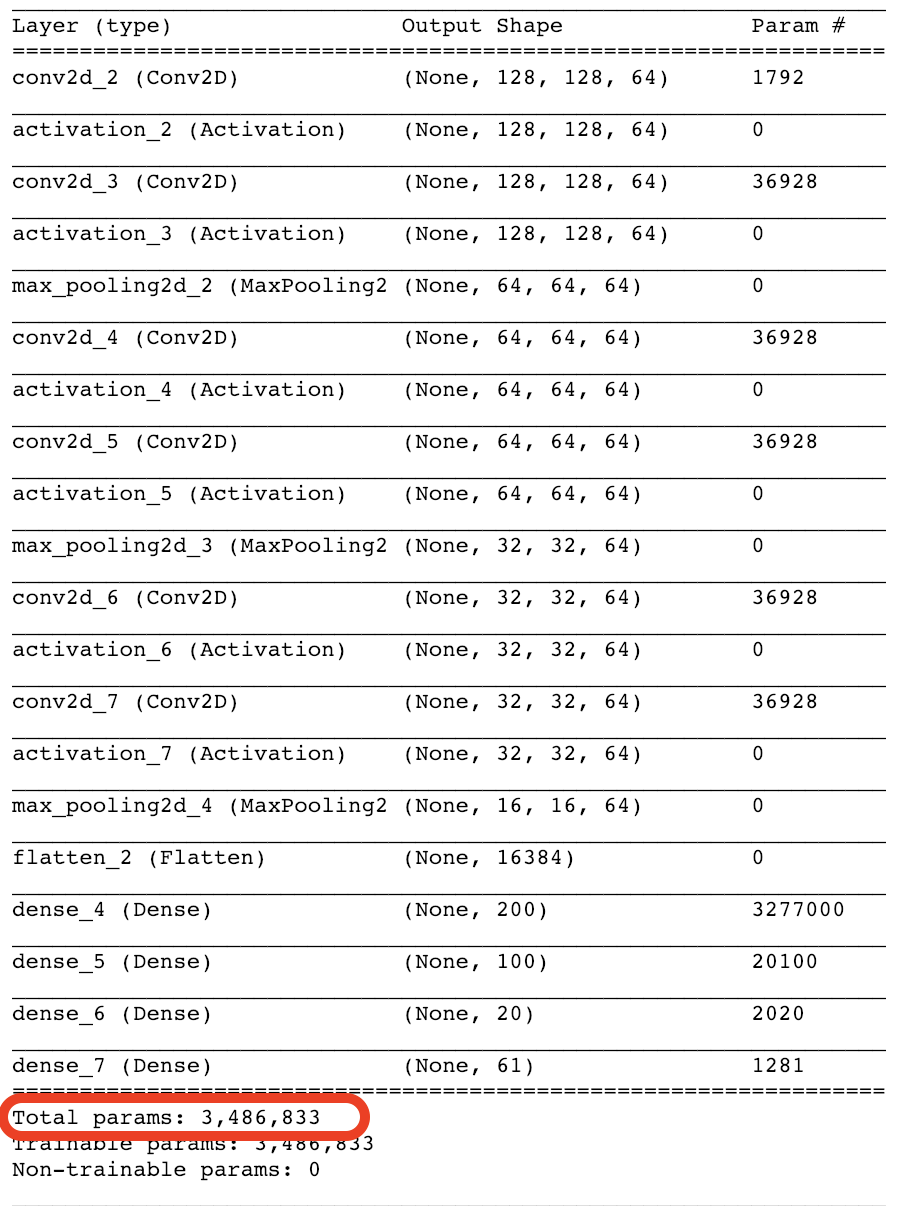 Layer (type) Output Shape Param #
=================================================================
conv2d_2 (Conv2D) (None, 128, 128, 64) 1792
activation_2 (Activation) (None, 128, 128, 64) 0
conv2d_3 (Conv2D) (None, 128, 128, 64) 36928
activation_3 (Activation) (None, 128, 128, 64) 0
max_pooling2d_2 (MaxPooling2 (None, 64, 64, 64) 0
conv2d_4 (Conv2D) (None, 64, 64, 64) 36928
activation_4 (Activation) (None, 64, 64, 64) 0
conv2d_5 (Conv2D) (None, 64, 64, 64) 36928
activation_5 (Activation) (None, 64, 64, 64) 0
max_pooling2d_3 (MaxPooling2 (None, 32, 32, 64) 0
conv2d_6 (Conv2D) (None, 32, 32, 64) 36928
activation_6 (Activation) (None, 32, 32, 64) 0
conv2d_7 (Conv2D) (None, 32, 32, 64) 36928
activation_7 (Activation) (None, 32, 32, 64) 0
max_pooling2d_4 (MaxPooling2 (None, 16, 16, 64) 0
flatten_2 (Flatten) (None, 16384) 0
dense_4 (Dense) (None, 200) 3277000
dense_5 (Dense) (None, 100) 20100
dense_6 (Dense) (None, 20) 2020
dense_7 (Dense) (None, 61) 1281
=================================================================
Total params: 3,486,833
Trainable params: 3,486,833
Non-trainable params: 0